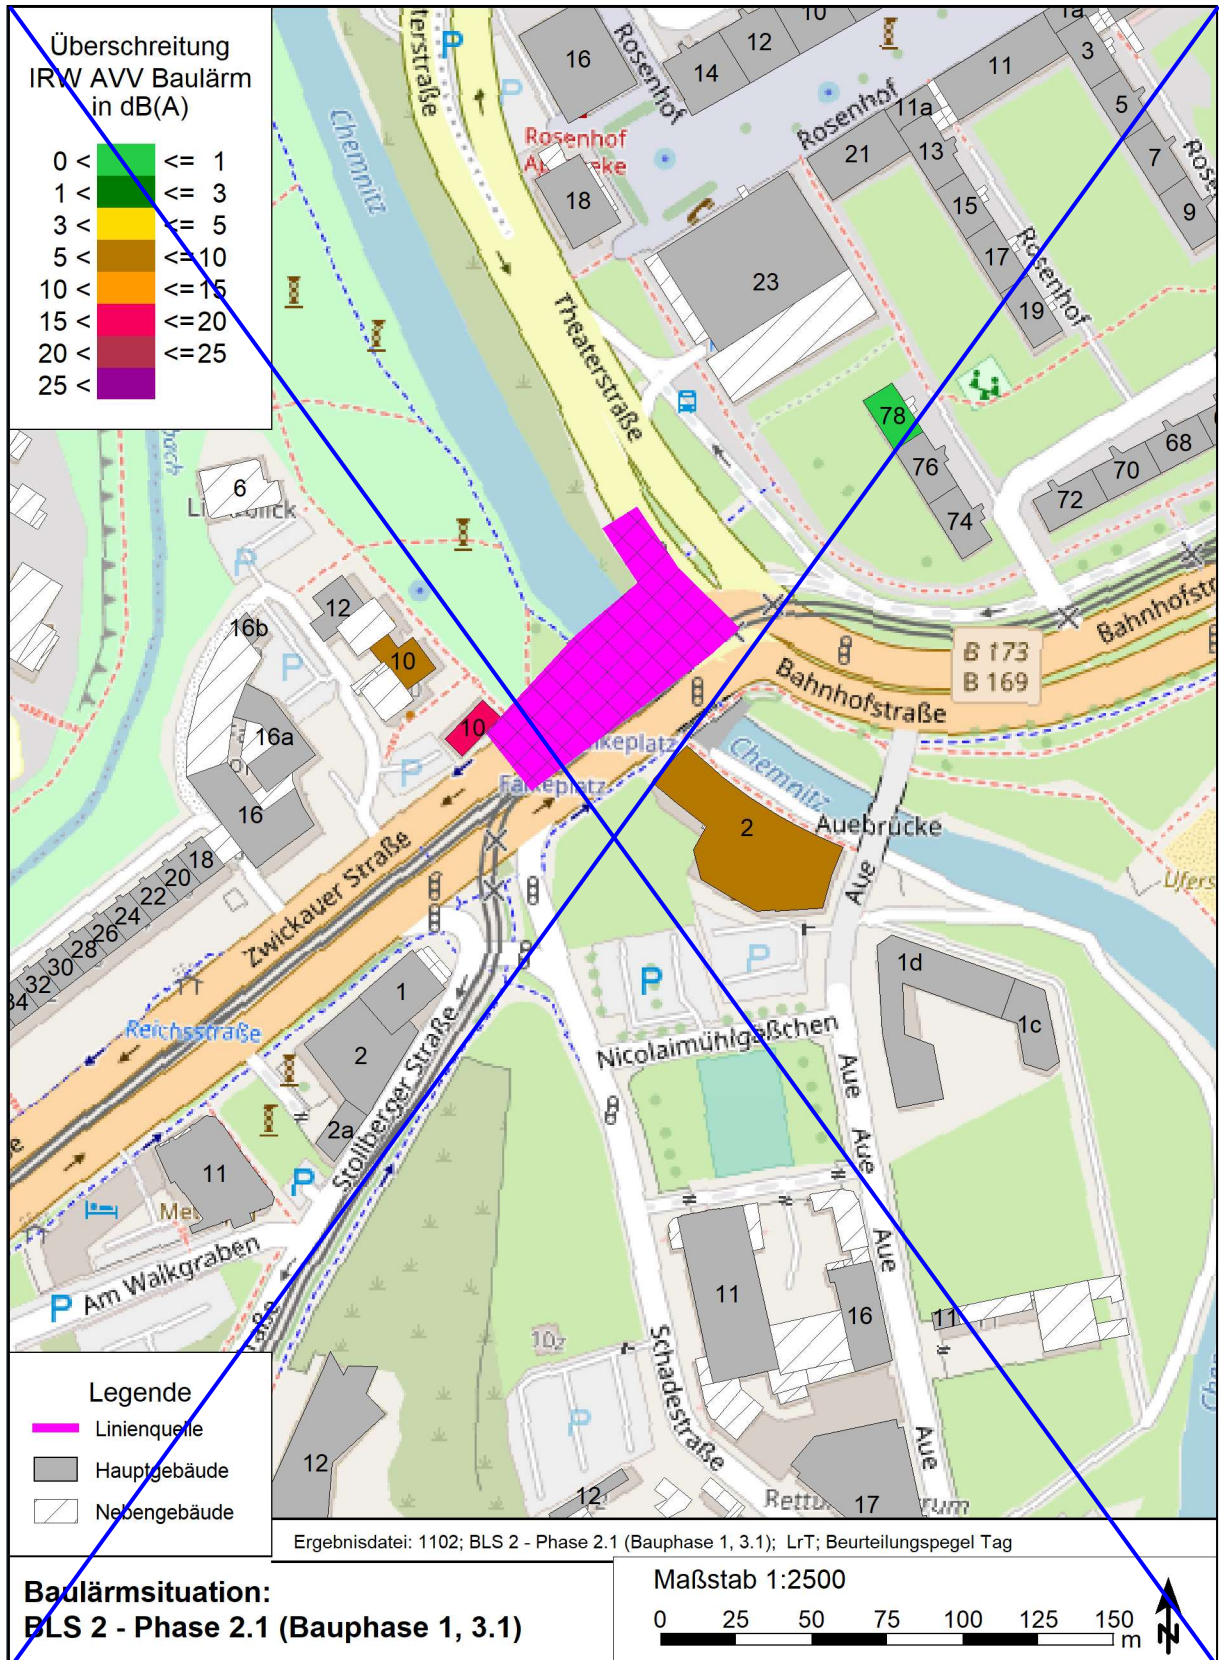 Überschreitung
IRW AVV Baulärm
in dB(A)
0 < <= 1
1 < <= 3
3 < <= 5
5 < <=10
10 < <=15
15 < <=20
20 < <=25
25 <
terstraße
P
P
Chemnitz
16
Rosenhof
14
12
10
11
1a
3
5
7
9
Rosenhof
11a
13
21
15
17
19
Rosenhof
Rosenhof
18
23
Theaterstraße
78
76
74
72
70
68
bach
6
P
12
10
16b
P
16a
16
10
P
Falkeplatz
Bahnhofstraße
B 173
B 169
Chemnitz
Auebrücke
Aue
2
18
20
22
24
26
28
30
32
34
Zwickauer Straße
Reichsstraße
1
2
2a
Stollberger Straße
P
P
1d
1c
Nicolaimühlgäßchen
Aue
Aue
Aue
Aue
11
P
P
Am Walkgraben
11
16
11
10z
P
Schadestraße
12
12
17
Legende
Linienquelle
Hauptgebäude
Nebengebäude
Ergebnisdatei: 1102; BLS 2 - Phase 2.1 (Bauphase 1, 3.1); LrT; Beurteilungspegel Tag
Baulärmsituation:
BLS 2 - Phase 2.1 (Bauphase 1, 3.1)
Maßstab 1:2500
0 25 50 75 100 125 150
m
N